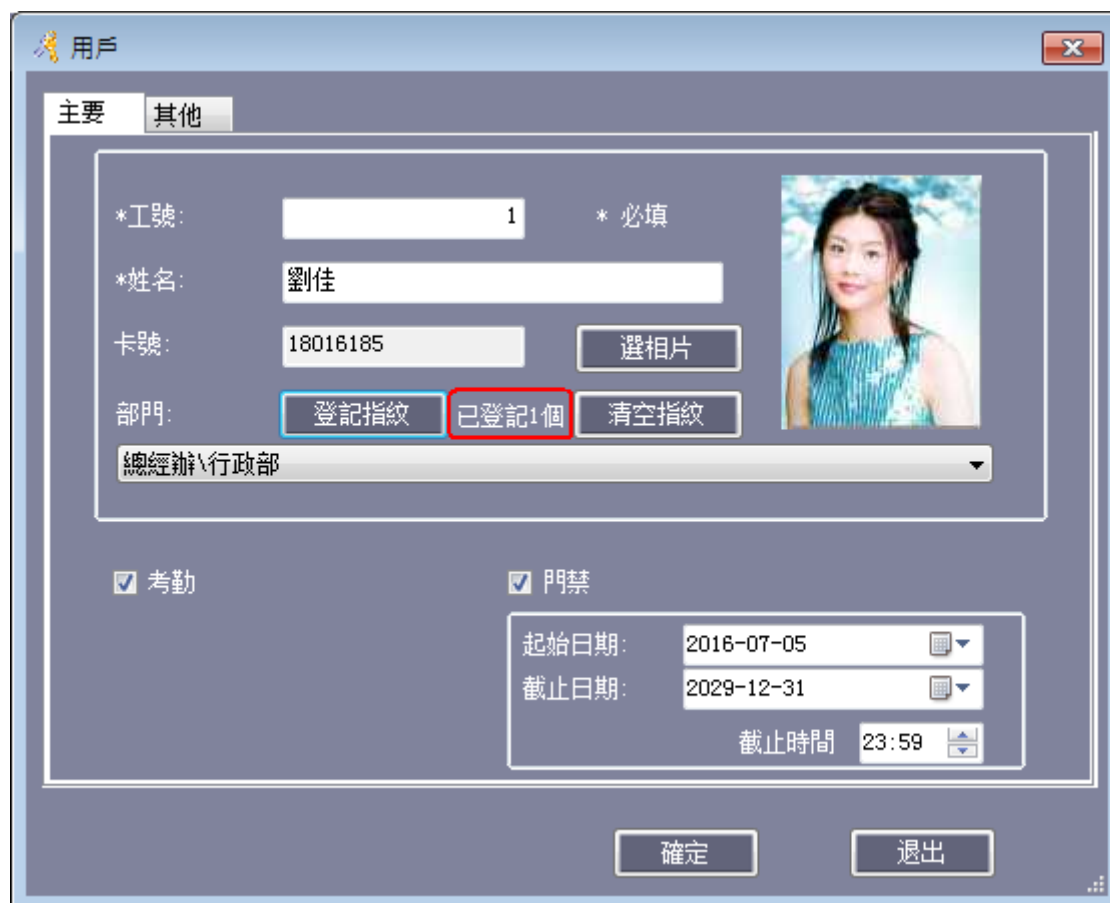 用戶
主要 其他
*工號: 1 * 必填
*姓名: 劉佳
卡號: 18016185 選相片
部門: 登記指紋 已登記1個 清空指紋
總經辦\行政部
考勤 門禁
起始日期: 2016-07-05
截止日期: 2029-12-31
截止時間 23:59
確定 退出